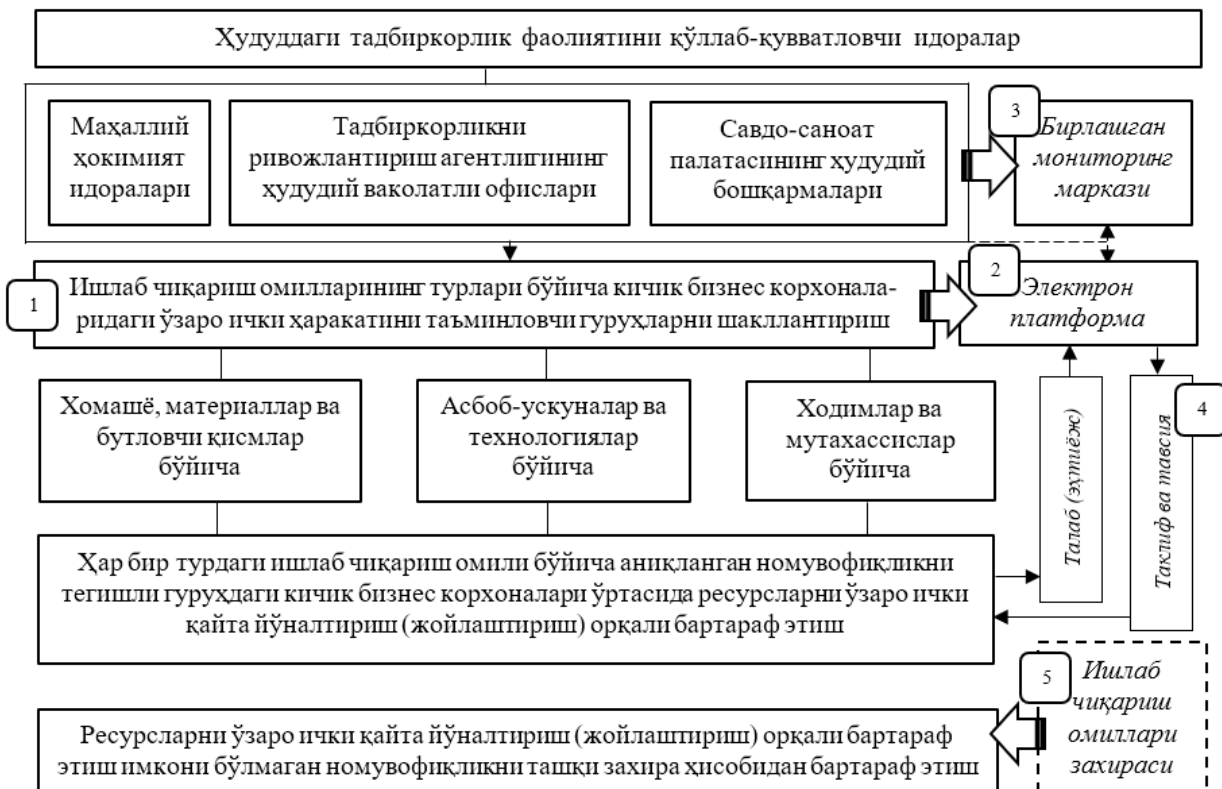 Ҳудуддаги тадбиркорлик фаолиятини қўллаб-қувватловчи идоралар
Маҳаллий
ҳокимият
идоралари
Тадбиркорликни
ривожлантириш агентлигининг
ҳудудий ваколатли офислари
Савдо-саноат
палатасининг ҳудудий
бошқармалари
3
Бирлашган
мониторинг
маркази
1
Ишлаб чиқариш омилларининг турлари бўйича кичик бизнес корхонала-
ридаги ўзаро ички ҳаракатини таъминловчи гуруҳларни шакллантириш
2
Электрон
платформа
Хомашё, материаллар ва
бутловчи қисмлар
бўйича
Асбоб-ускуналар ва
технологиялар
бўйича
Ходимлар ва
мутахассислар
бўйича
Талаб (эҳтиёж)
4
Таклиф ва тавсия
Ҳар бир турдаги ишлаб чиқариш омили бўйича аниқланган номувофиқликни
тегишли гуруҳдаги кичик бизнес корхоналари ўртасида ресурсларни ўзаро ички
қайта йўналтириш (жойлаштириш) орқали бартараф этиш
5
Ишлаб
чиқариш
омиллари
захираси
Ресурсларни ўзаро ички қайта йўналтириш (жойлаштириш) орқали бартараф
этиш имкони бўлмаган номувофиқликни ташқи захира ҳисобидан бартараф этиш